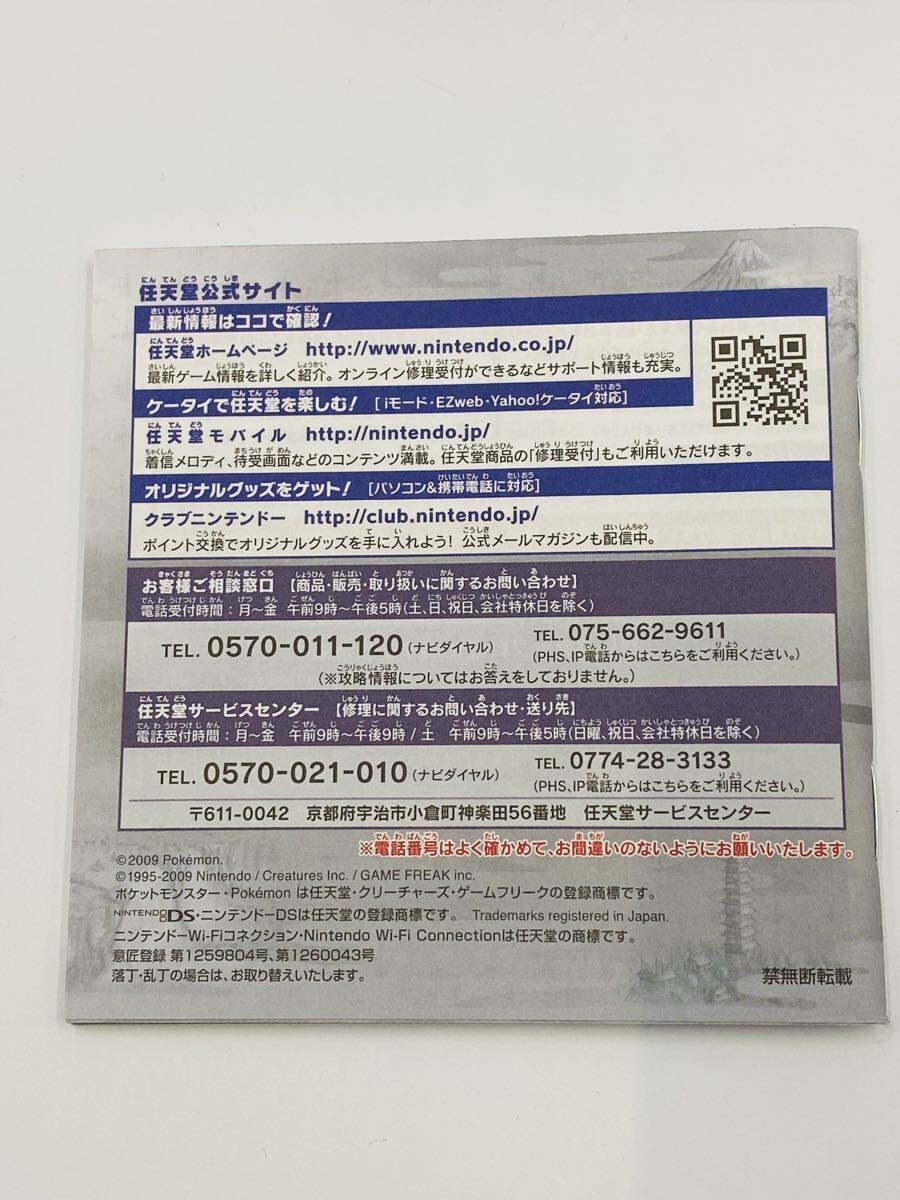 任天堂公式サイト
最新情報はココで確認！
任天堂ホームページ http://www.nintendo.co.jp/
最新ゲーム情報を詳しく紹介。オンライン修理受付ができるなどサポート情報も充実。
ケータイで任天堂を楽しむ！ [iモード・EZweb・Yahoo!ケータイ対応]
任天堂モバイル http://nintendo.jp/
着信メロディ、待受画面などのコンテンツ満載。任天堂商品の「修理受付」もご利用いただけます。
オリジナルグッズをゲット！ [パソコン&携帯電話に対応]
クラブニンテンドー http://club.nintendo.jp/
ポイント交換でオリジナルグッズを手に入れよう！ 公式メールマガジンも配信中。
お客様ご相談窓口 【商品・販売・取り扱いに関するお問い合わせ】
電話受付時間：月〜金 午前9時〜午後5時(土、日、祝日、会社特休日を除く)
TEL. 0570-011-120 (ナビダイヤル) TEL. 075-662-9611
(PHS、IP電話からはこちらをご利用ください。)
(※攻略情報についてはお答えをしておりません。)
任天堂サービスセンター 【修理に関するお問い合わせ・送り先】
電話受付時間：月〜金 午前9時〜午後9時 / 土 午前9時〜午後5時(日曜、祝日、会社特休日を除く)
TEL. 0570-021-010 (ナビダイヤル) TEL. 0774-28-3133
(PHS、IP電話からはこちらをご利用ください。)
〒611-0042 京都府宇治市小倉町神楽田56番地 任天堂サービスセンター
※電話番号はよく確かめて、お間違いのないようにお願いいたします。
©2009 Pokémon.
©1995-2009 Nintendo / Creatures Inc. / GAME FREAK inc.
ポケットモンスター・Pokémon は任天堂・クリーチャーズ・ゲームフリークの登録商標です。
NINTENDO DS・ニンテンドーDSは任天堂の登録商標です。 Trademarks registered in Japan.
ニンテンドーWi-Fiコネクション・Nintendo Wi-Fi Connectionは任天堂の商標です。
意匠登録 第1259804号、第1260043号
落丁・乱丁の場合は、お取り替えいたします。
禁無断転載